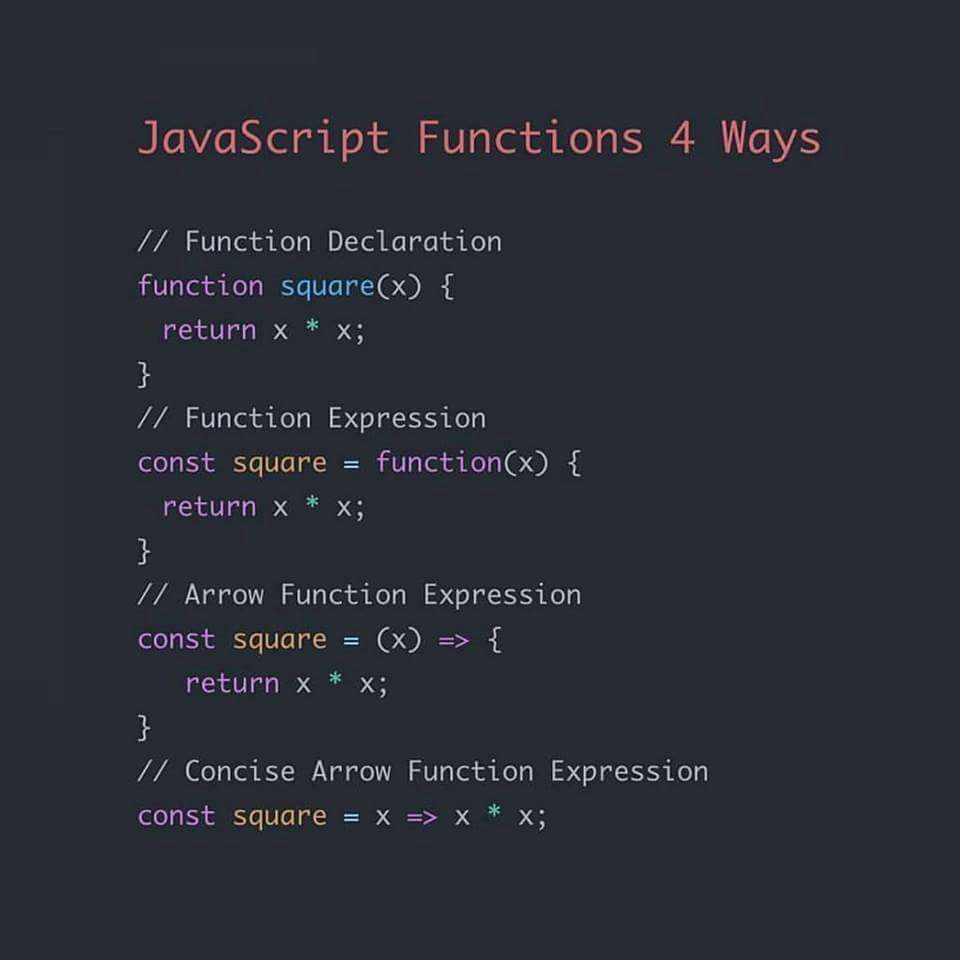 JavaScript Functions 4 Ways
// Function Declaration
function square(x) {
  return x * x;
}
// Function Expression
const square = function(x) {
  return x * x;
}
// Arrow Function Expression
const square = (x) => {
   return x * x;
}
// Concise Arrow Function Expression
const square = x => x * x;